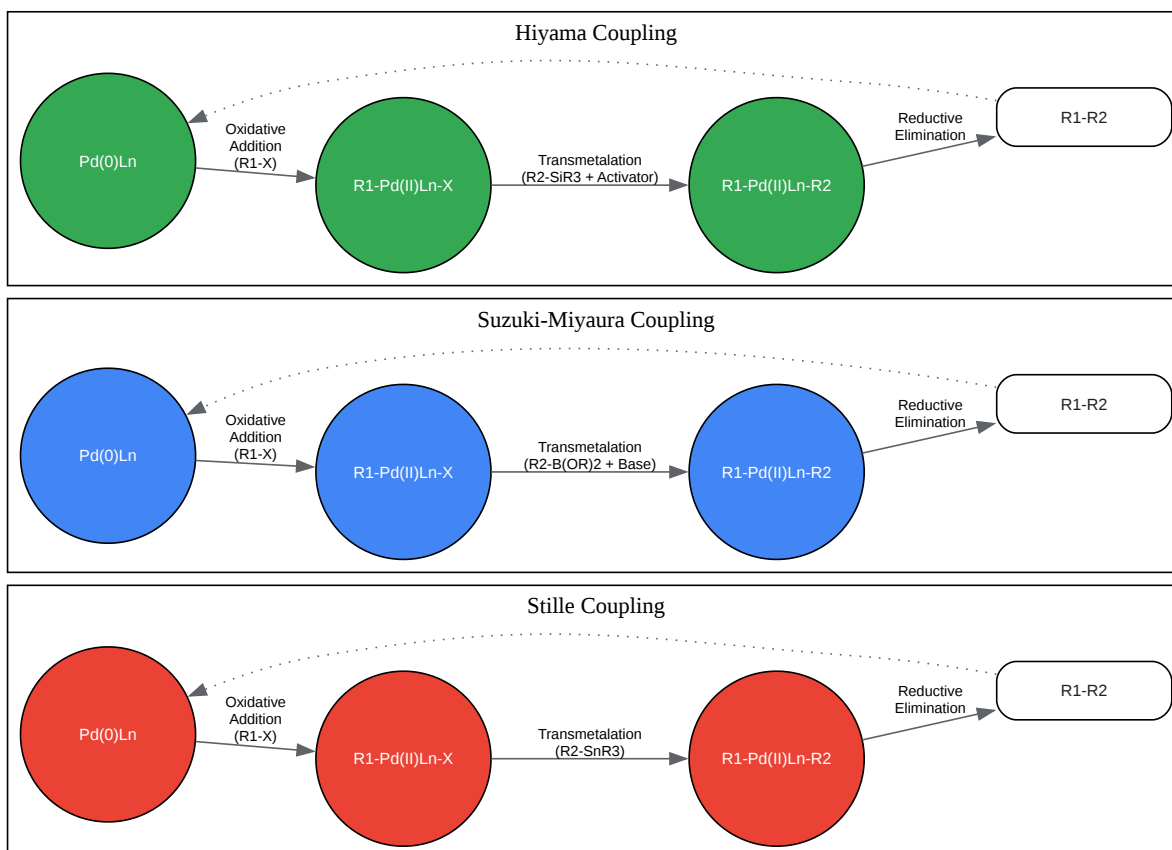 Hiyama Coupling
Pd(0)Ln
Oxidative
Addition
(R1-X)
R1-Pd(II)Ln-X
Transmetalation
(R2-SiR3 + Activator)
R1-Pd(II)Ln-R2
Reductive
Elimination
R1-R2
Suzuki-Miyaura Coupling
Pd(0)Ln
Oxidative
Addition
(R1-X)
R1-Pd(II)Ln-X
Transmetalation
(R2-B(OR)2 + Base)
R1-Pd(II)Ln-R2
Reductive
Elimination
R1-R2
Stille Coupling
Pd(0)Ln
Oxidative
Addition
(R1-X)
R1-Pd(II)Ln-X
Transmetalation
(R2-SnR3)
R1-Pd(II)Ln-R2
Reductive
Elimination
R1-R2